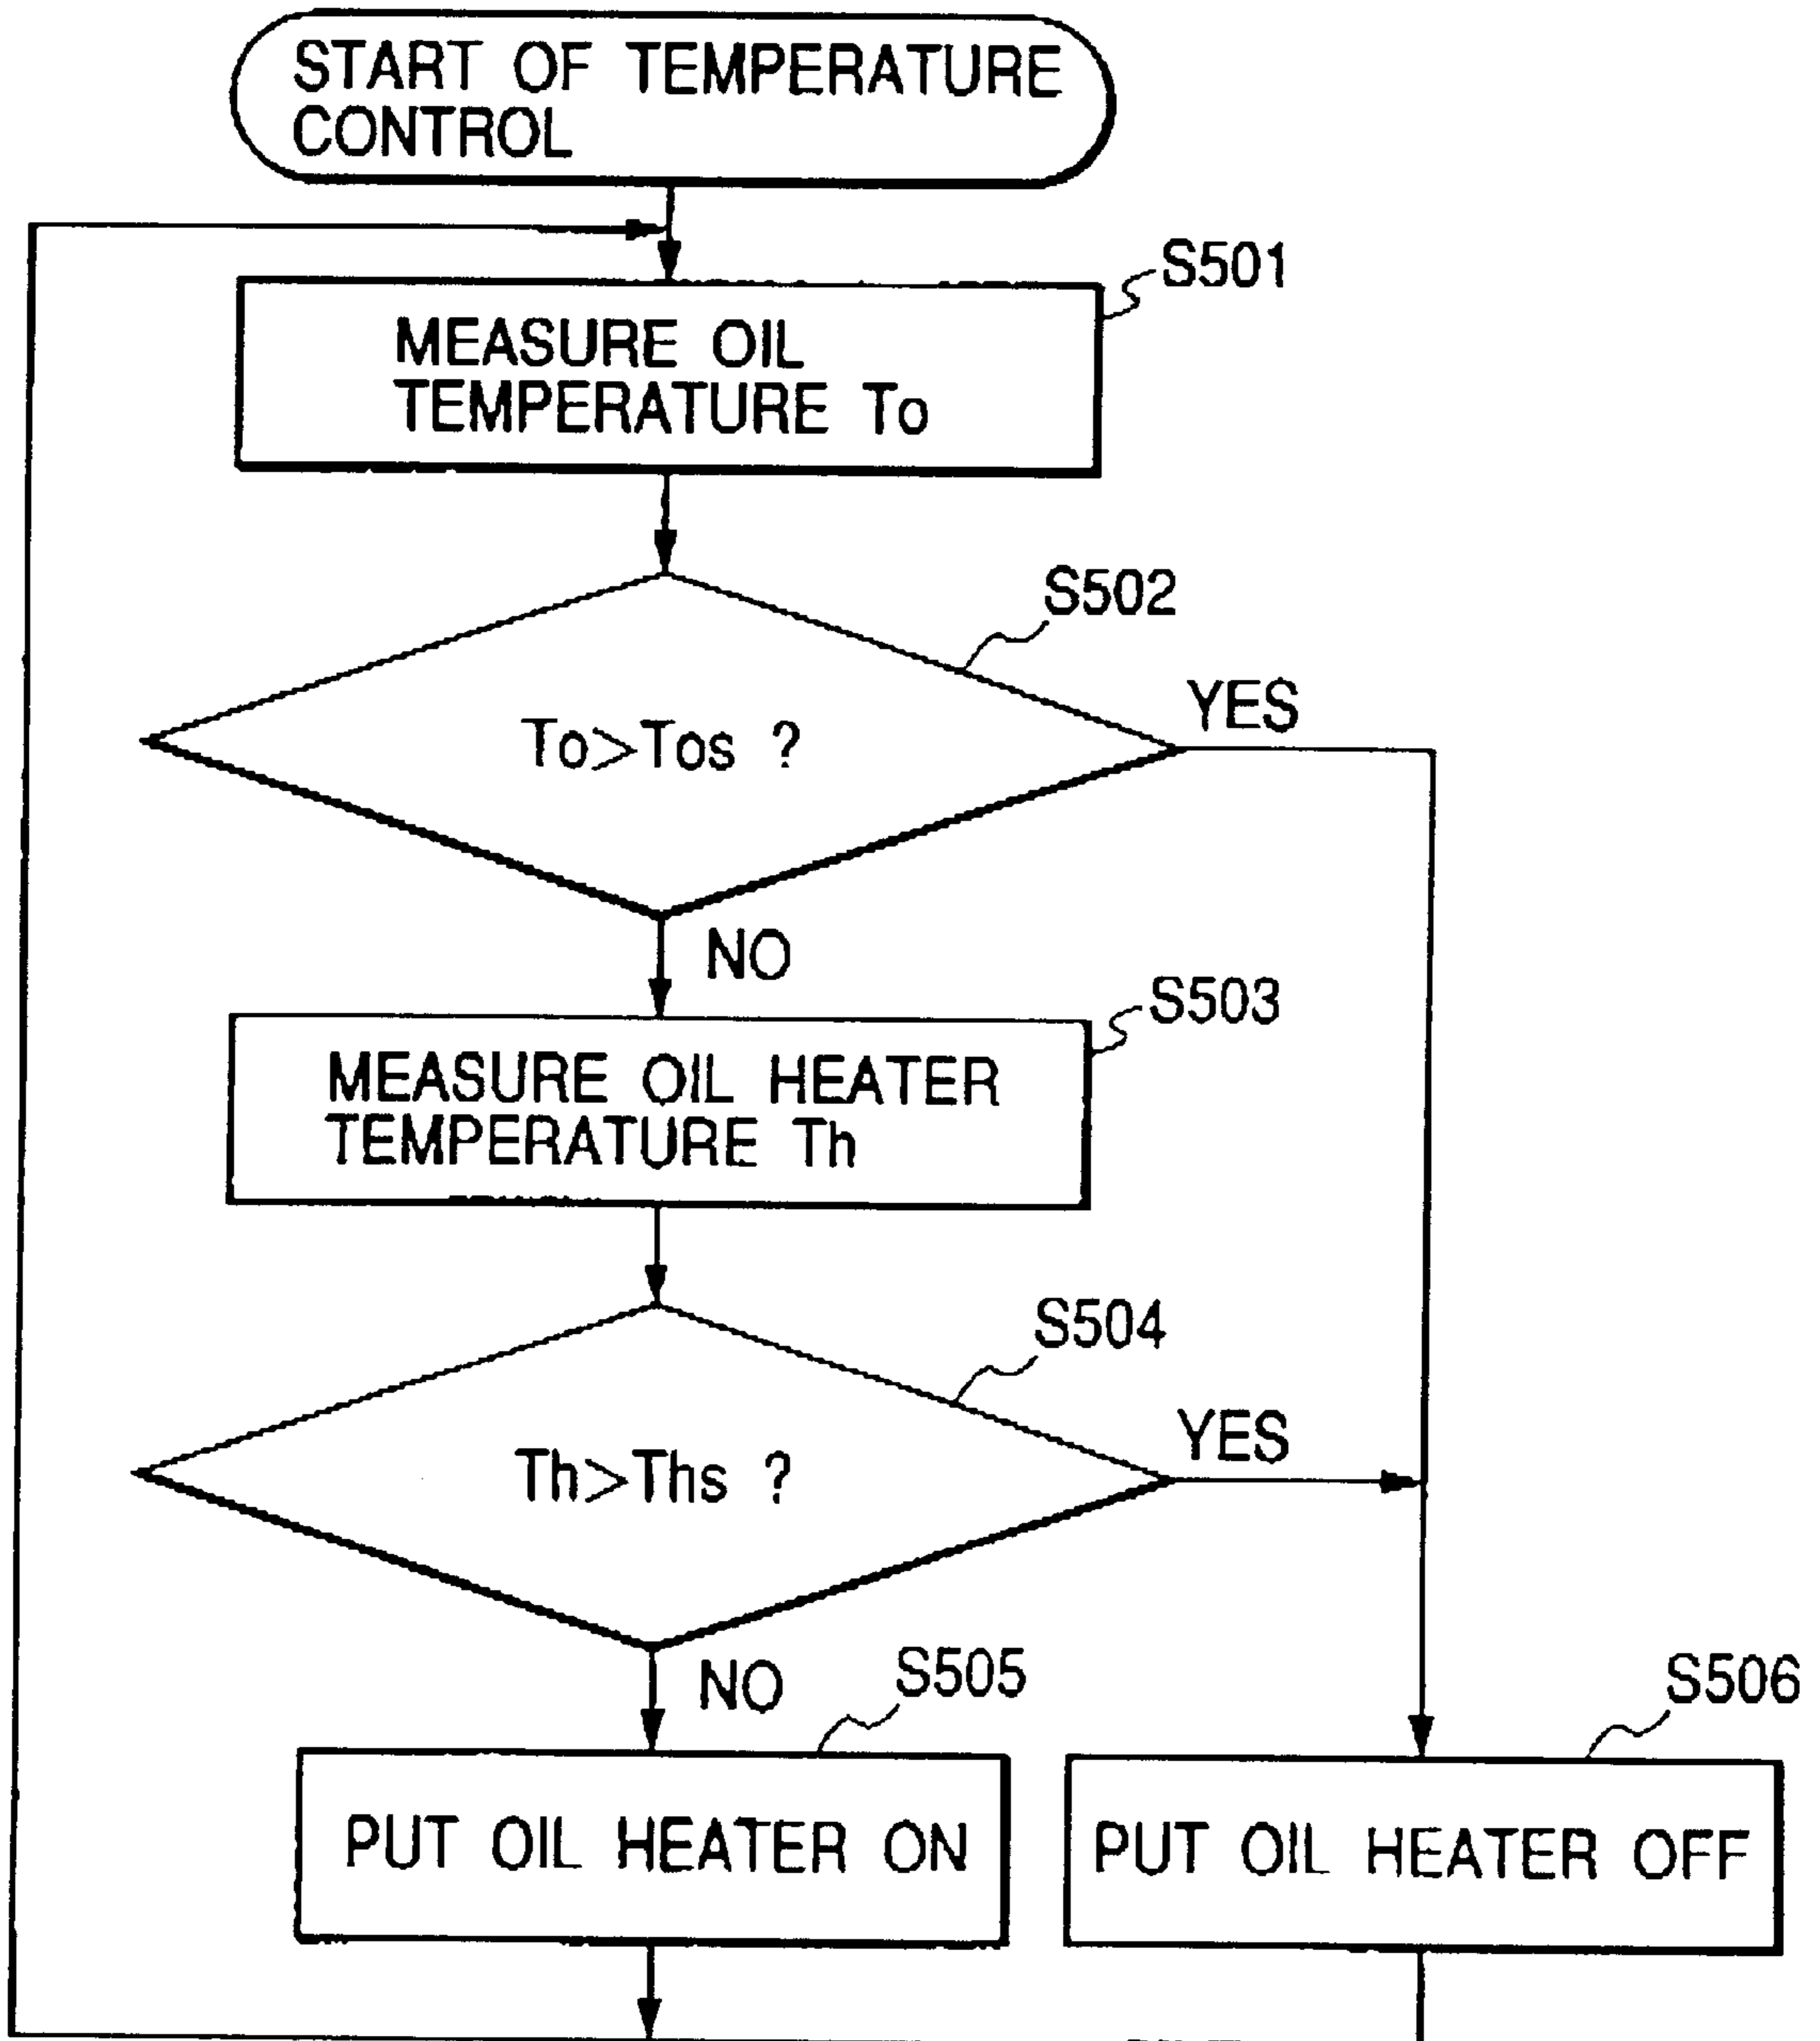 START OF TEMPERATURE
CONTROL
S501
MEASURE OIL
TEMPERATURE To
S502
YES
To>Tos ?
NO
S503
MEASURE OIL HEATER
TEMPERATURE Th
S504
YES
Th>Ths ?
NO
S505
S506
PUT OIL HEATER ON
PUT OIL HEATER OFF